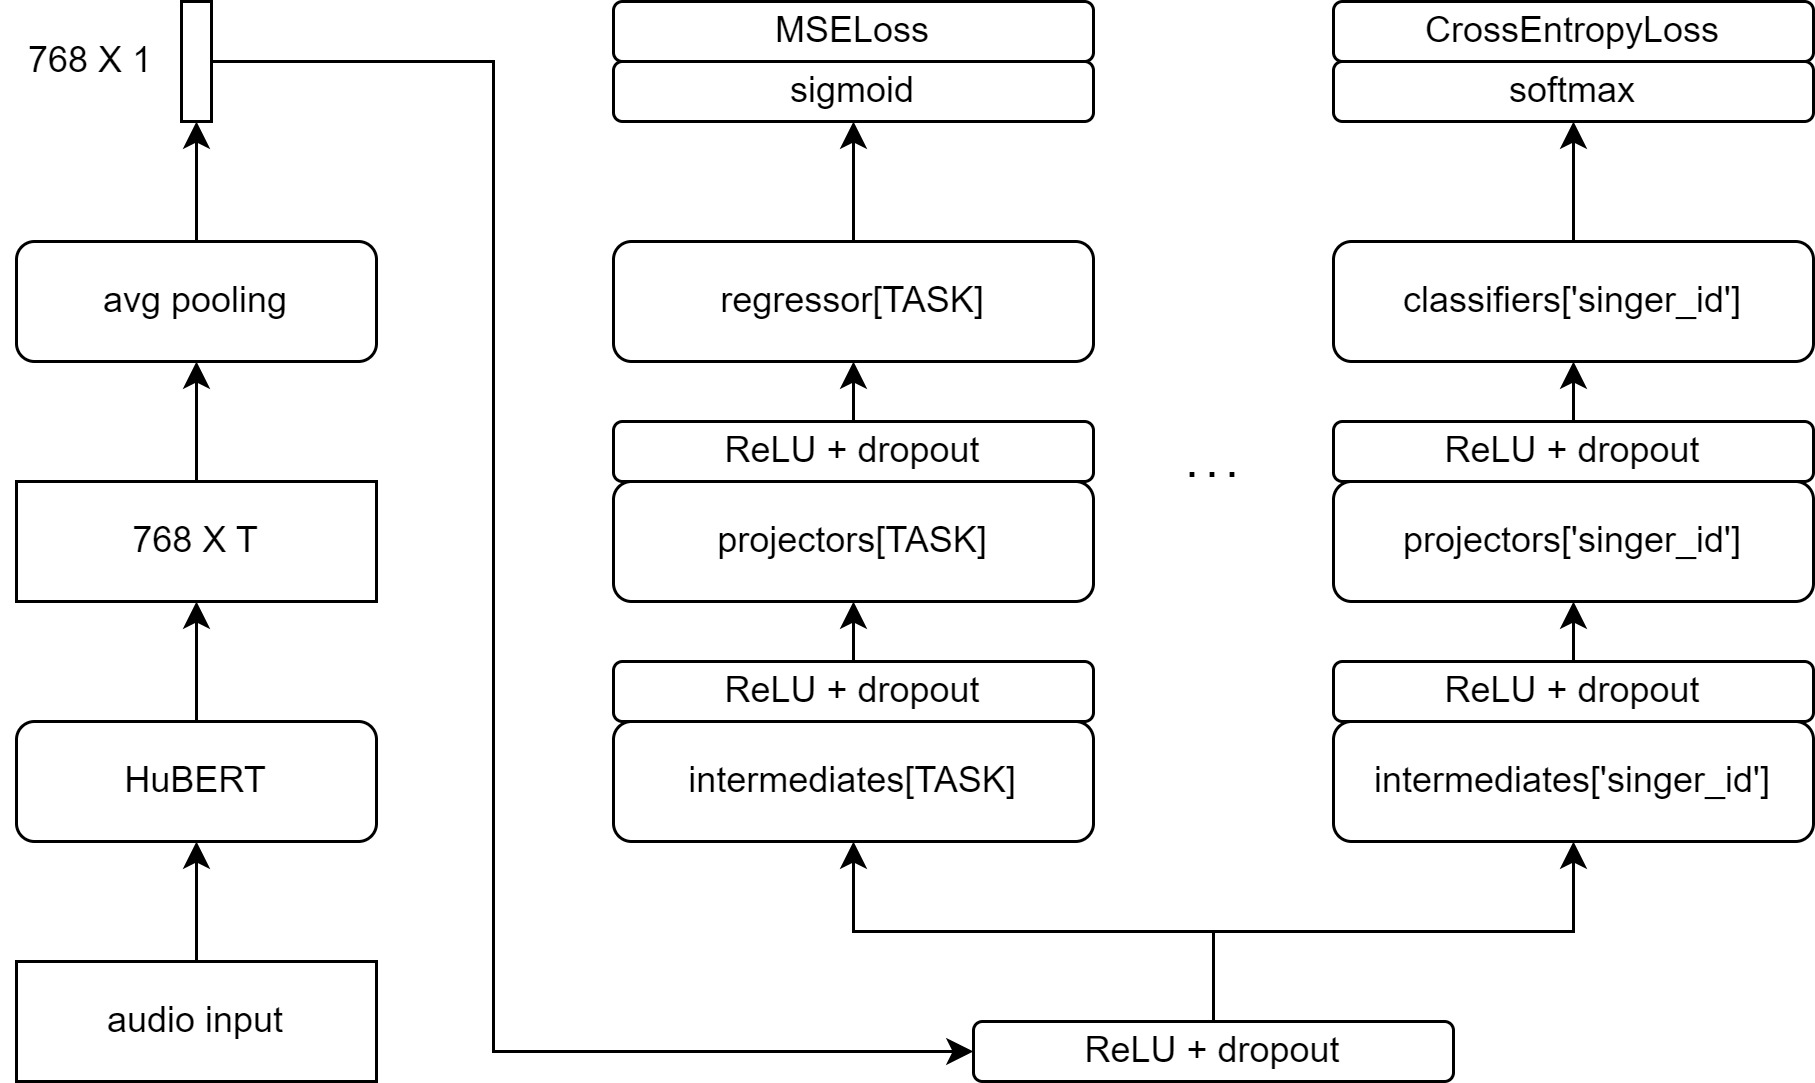 768 X 1
avg pooling
768 X T
HuBERT
audio input
MSELoss
sigmoid
regressor[TASK]
ReLU + dropout
projectors[TASK]
ReLU + dropout
intermediates[TASK]
...
CrossEntropyLoss
softmax
classifiers['singer_id']
ReLU + dropout
projectors['singer_id']
ReLU + dropout
intermediates['singer_id']
ReLU + dropout